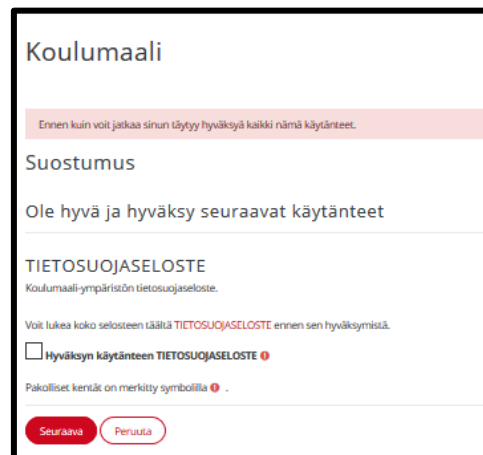 Koulumaali
Ennen kuin voit jatkaa sinun täytyy hyväksyä kaikki nämä käytänteet.
Suostumus
Ole hyvä ja hyväksy seuraavat käytänteet
TIETOSUOJASELOSTE
Koulumaali-ympäristön tietosuojaseloste.
Voit lukea koko selosteen täältä TIETOSUOJASELOSTE ennen sen hyväksymistä.
Hyväksyn käytänteen TIETOSUOJASELOSTE
Pakolliset kentät on merkitty symbolilla .
Seuraava Peruuta